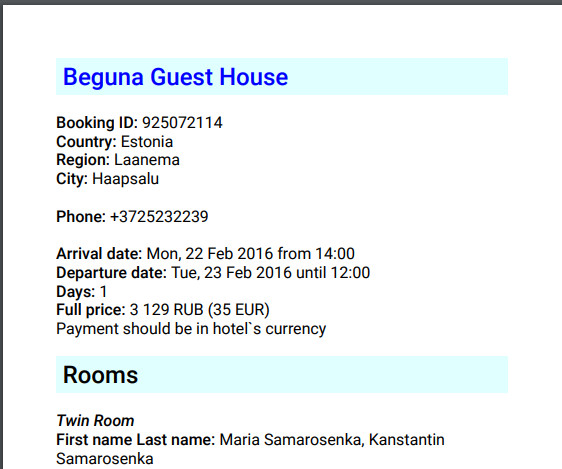 Beguna Guest House
Booking ID: 925072114
Country: Estonia
Region: Laanema
City: Haapsalu
Phone: +3725232239
Arrival date: Mon, 22 Feb 2016 from 14:00
Departure date: Tue, 23 Feb 2016 until 12:00
Days: 1
Full price: 3 129 RUB (35 EUR)
Payment should be in hotel`s currency
Rooms
Twin Room
First name Last name: Maria Samarosenka, Kanstantin
Samarosenka